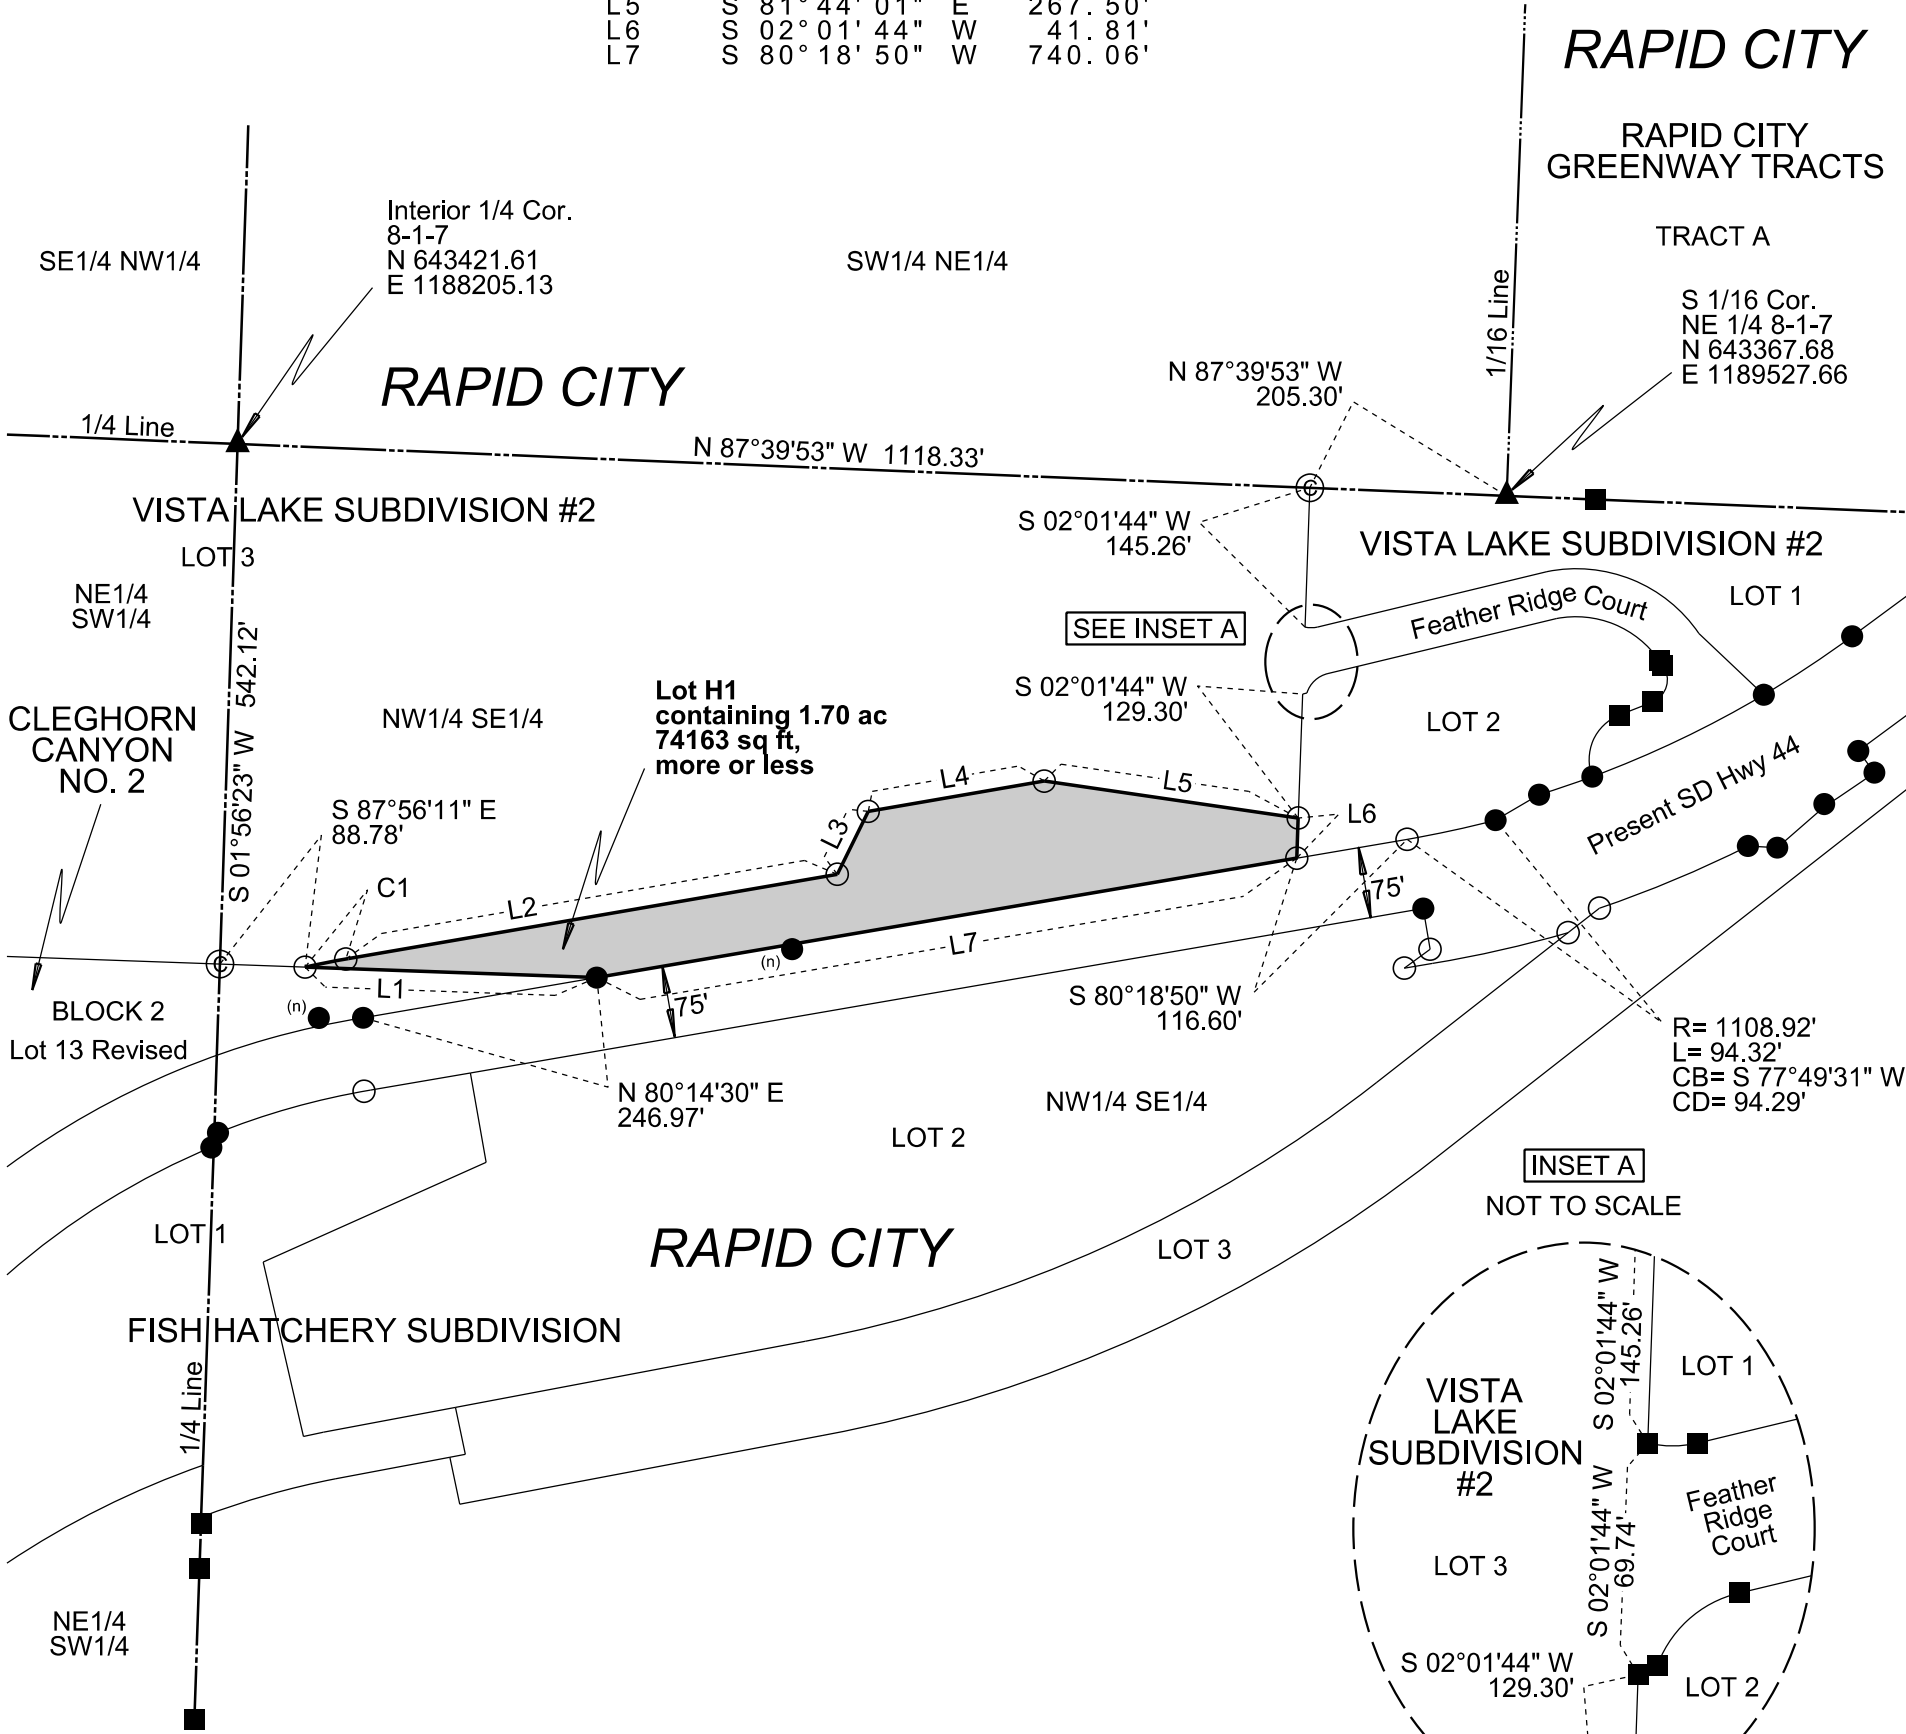 L5 S 81° 44' 01" E 267.50'
L6 S 02° 01' 44" W 41.81'
L7 S 80° 18' 50" W 740.06'
RAPID CITY
RAPID CITY
GREENWAY TRACTS
TRACT A
Interior 1/4 Cor.
8-1-7
N 643421.61
E 1188205.13
SE1/4 NW1/4
SW1/4 NE1/4
1/16 Line
S 1/16 Cor.
NE 1/4 8-1-7
N 643367.68
E 1189527.66
RAPID CITY
N 87°39'53" W
205.30'
1/4 Line
N 87°39'53" W 1118.33'
VISTA LAKE SUBDIVISION #2
LOT 3
NE1/4
SW1/4
S 02°01'44" W
145.26'
VISTA LAKE SUBDIVISION #2
LOT 1
Feather Ridge Court
SEE INSET A
S 01°56'23" W 542.12'
CLEGHORN
CANYON
NO. 2
NW1/4 SE1/4
Lot H1
containing 1.70 ac
74163 sq ft,
more or less
S 02°01'44" W
129.30'
LOT 2
Present SD Hwy 44
S 87°56'11" E
88.78'
C1
L2
L3
L4
L5
L6
75'
L7
(n)
L1
(n)
75'
BLOCK 2
Lot 13 Revised
S 80°18'50" W
116.60'
R= 1108.92'
L= 94.32'
CB= S 77°49'31" W
CD= 94.29'
N 80°14'30" E
246.97'
NW1/4 SE1/4
LOT 2
LOT 1
RAPID CITY
LOT 3
FISH HATCHERY SUBDIVISION
1/4 Line
NE1/4
SW1/4
INSET A
NOT TO SCALE
S 02°01'44" W
145.26'
LOT 1
VISTA
LAKE
SUBDIVISION
#2
Feather
Ridge
Court
S 02°01'44" W
69.74'
LOT 3
S 02°01'44" W
129.30'
LOT 2